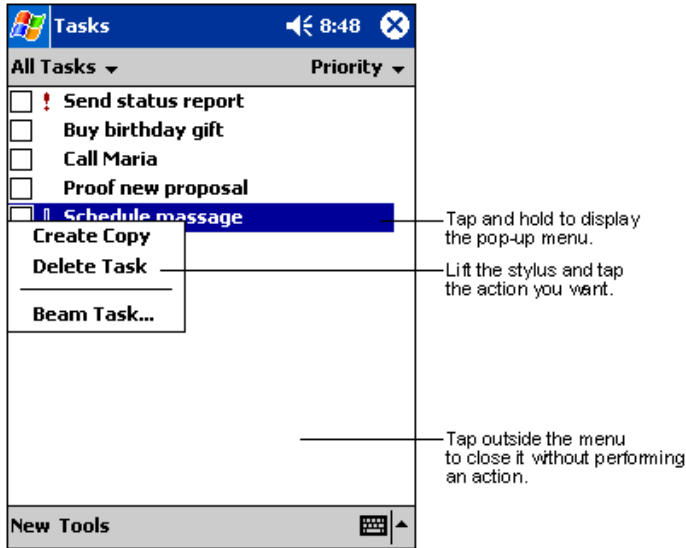 Tasks 8:48
All Tasks Priority
! Send status report
Buy birthday gift
Call Maria
Proof new proposal
Schedule massage
Create Copy
Delete Task
Beam Task...
Tap and hold to display
the pop-up menu.
Lift the stylus and tap
the action you want.
Tap outside the menu
to close it without performing
an action.
New Tools